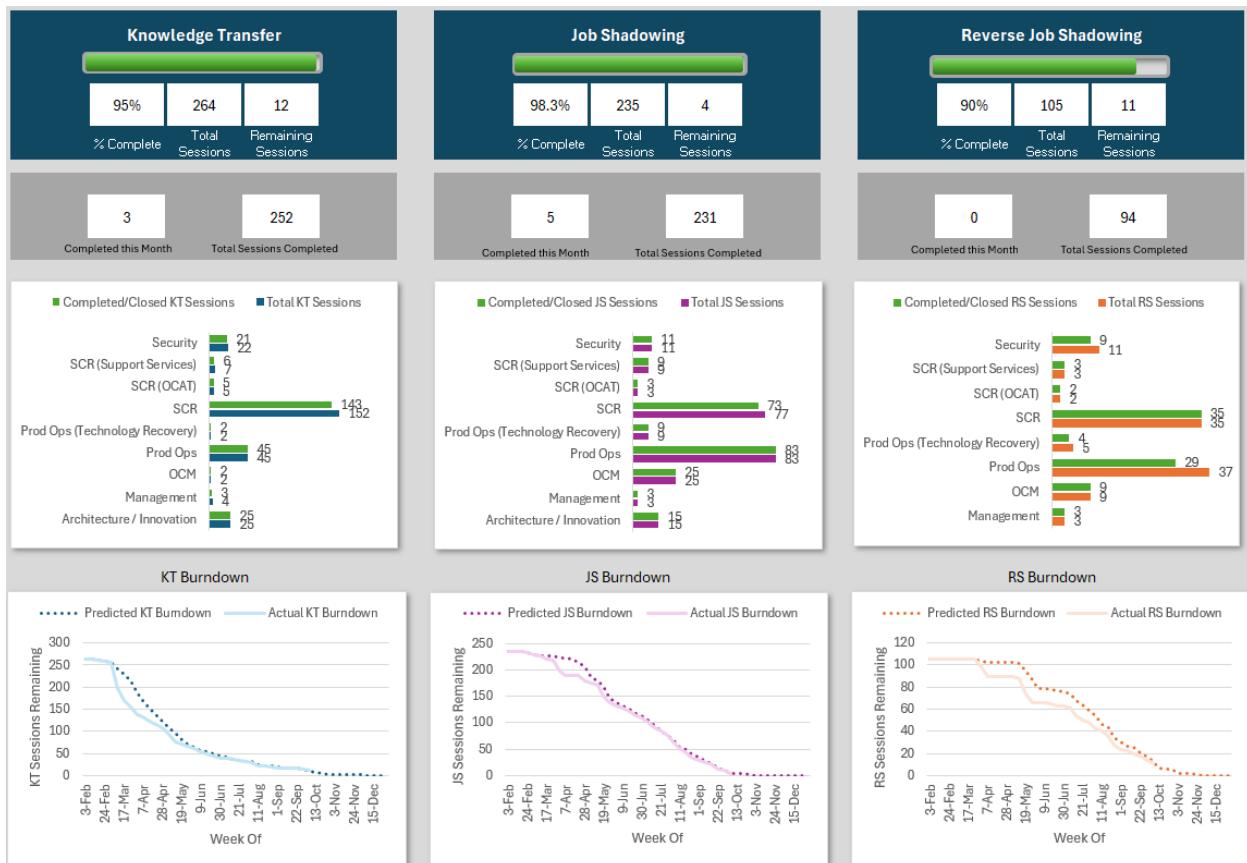 Knowledge Transfer
95% 264 12
% Complete Total Sessions Remaining Sessions
3 252
Completed this Month Total Sessions Completed
Job Shadowing
98.3% 235 4
% Complete Total Sessions Remaining Sessions
5 231
Completed this Month Total Sessions Completed
Reverse Job Shadowing
90% 105 11
% Complete Total Sessions Remaining Sessions
0 94
Completed this Month Total Sessions Completed
Completed/Closed KT Sessions Total KT Sessions
Security 21 22
SCR (Support Services) 6 7
SCR (OCAT) 5 5
SCR 143 152
Prod Ops (Technology Recovery) 2 2
Prod Ops 45 45
OCM 2 2
Management 3 4
Architecture / Innovation 25 25
Completed/Closed JS Sessions Total JS Sessions
Security 11 11
SCR (Support Services) 9 9
SCR (OCAT) 3 3
SCR 73 77
Prod Ops (Technology Recovery) 9 9
Prod Ops 83 83
OCM 25 25
Management 3 3
Architecture / Innovation 15 15
Completed/Closed RS Sessions Total RS Sessions
Security 9 11
SCR (Support Services) 3 3
SCR (OCAT) 2 2
SCR 35 35
Prod Ops (Technology Recovery) 4 5
Prod Ops 29 37
OCM 9 9
Management 3 3
KT Burndown
Predicted KT Burndown Actual KT Burndown
KT Sessions Remaining
300
250
200
150
100
50
0
3-Feb 24-Feb 17-Mar 7-Apr 28-Apr 19-May 9-Jun 30-Jun 21-Jul 11-Aug 1-Sep 22-Sep 13-Oct 3-Nov 24-Nov 15-Dec
Week Of
JS Burndown
Predicted JS Burndown Actual JS Burndown
JS Sessions Remaining
250
200
150
100
50
0
3-Feb 24-Feb 17-Mar 7-Apr 28-Apr 19-May 9-Jun 30-Jun 21-Jul 11-Aug 1-Sep 22-Sep 13-Oct 3-Nov 24-Nov 15-Dec
Week Of
RS Burndown
Predicted RS Burndown Actual RS Burndown
RS Sessions Remaining
120
100
80
60
40
20
0
3-Feb 24-Feb 17-Mar 7-Apr 28-Apr 19-May 9-Jun 30-Jun 21-Jul 11-Aug 1-Sep 22-Sep 13-Oct 3-Nov 24-Nov 15-Dec
Week Of